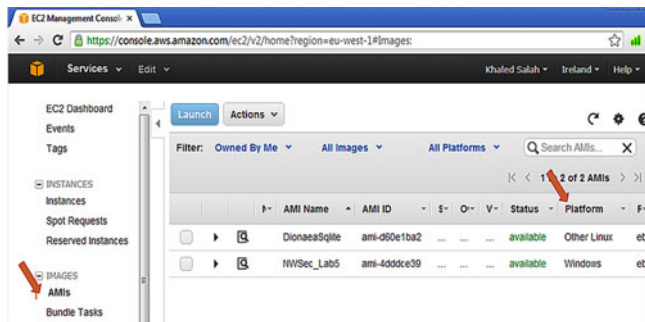 EC2 Management Consol ×
https://console.aws.amazon.com/ec2/v2/home?region=eu-west-1#Images:
Services Edit Khaled Salah Ireland Help
EC2 Dashboard
Events
Tags
INSTANCES
Instances
Spot Requests
Reserved Instances
IMAGES
AMIs
Bundle Tasks
Launch Actions
Filter: Owned By Me All Images All Platforms Search AMIs... X
2 of 2 AMIs
AMI Name AMI ID S O V Status Platform
DionaeaSqlite ami-d60e1ba2 ... ... ... available Other Linux eb
NWSec_Lab5 ami-4dddce39 ... ... ... available Windows eb